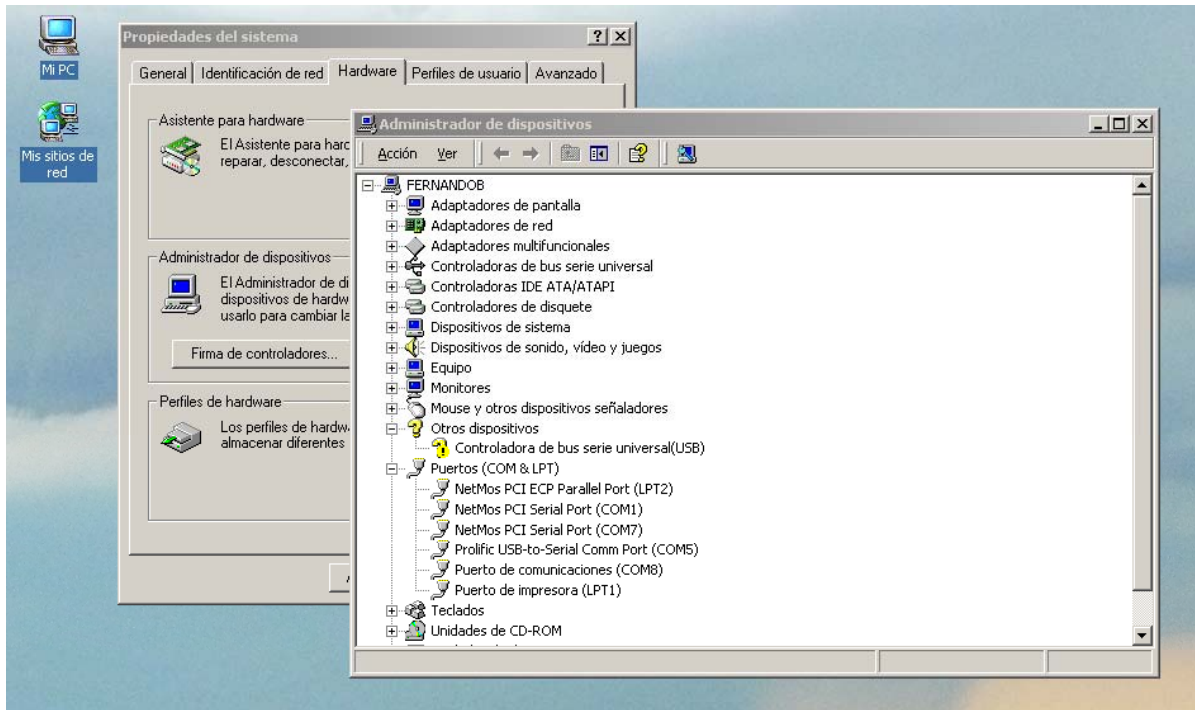 Mi PC
Mis sitios de
red
Propiedades del sistema
General
Identificación de red
Hardware
Perfiles de usuario
Avanzado
Asistente para hardware
El Asistente para hard
reparar, desconectar,
Administrador de dispositivos
El Administrador de di
dispositivos de hardw
usarlo para cambiar la
Firma de controladores...
Perfiles de hardware
Los perfiles de hardw
almacenar diferentes
Administrador de dispositivos
Acción Ver
FERNANDOB
Adaptadores de pantalla
Adaptadores de red
Adaptadores multifuncionales
Controladoras de bus serie universal
Controladoras IDE ATA/ATAPI
Controladores de disquete
Dispositivos de sistema
Dispositivos de sonido, vídeo y juegos
Equipo
Monitores
Mouse y otros dispositivos señaladores
Otros dispositivos
Controladora de bus serie universal(USB)
Puertos (COM & LPT)
NetMos PCI ECP Parallel Port (LPT2)
NetMos PCI Serial Port (COM1)
NetMos PCI Serial Port (COM7)
Prolific USB-to-Serial Comm Port (COM5)
Puerto de comunicaciones (COM8)
Puerto de impresora (LPT1)
Teclados
Unidades de CD-ROM